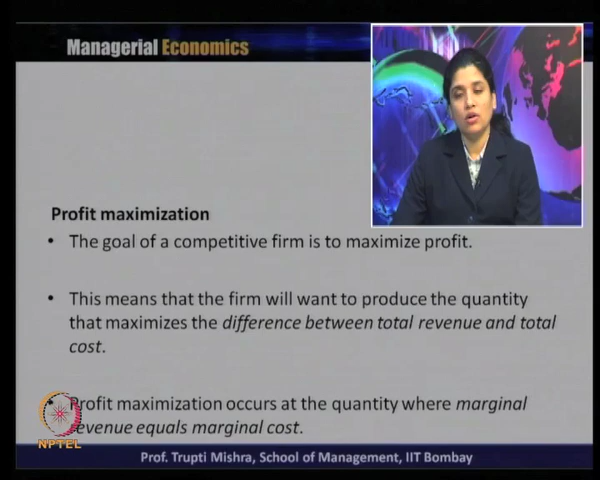 Managerial Economics
Profit maximization
• The goal of a competitive firm is to maximize profit.
• This means that the firm will want to produce the quantity
that maximizes the difference between total revenue and total
cost.
• Profit maximization occurs at the quantity where marginal
revenue equals marginal cost.
NPTEL
Prof. Trupti Mishra, School of Management, IIT Bombay